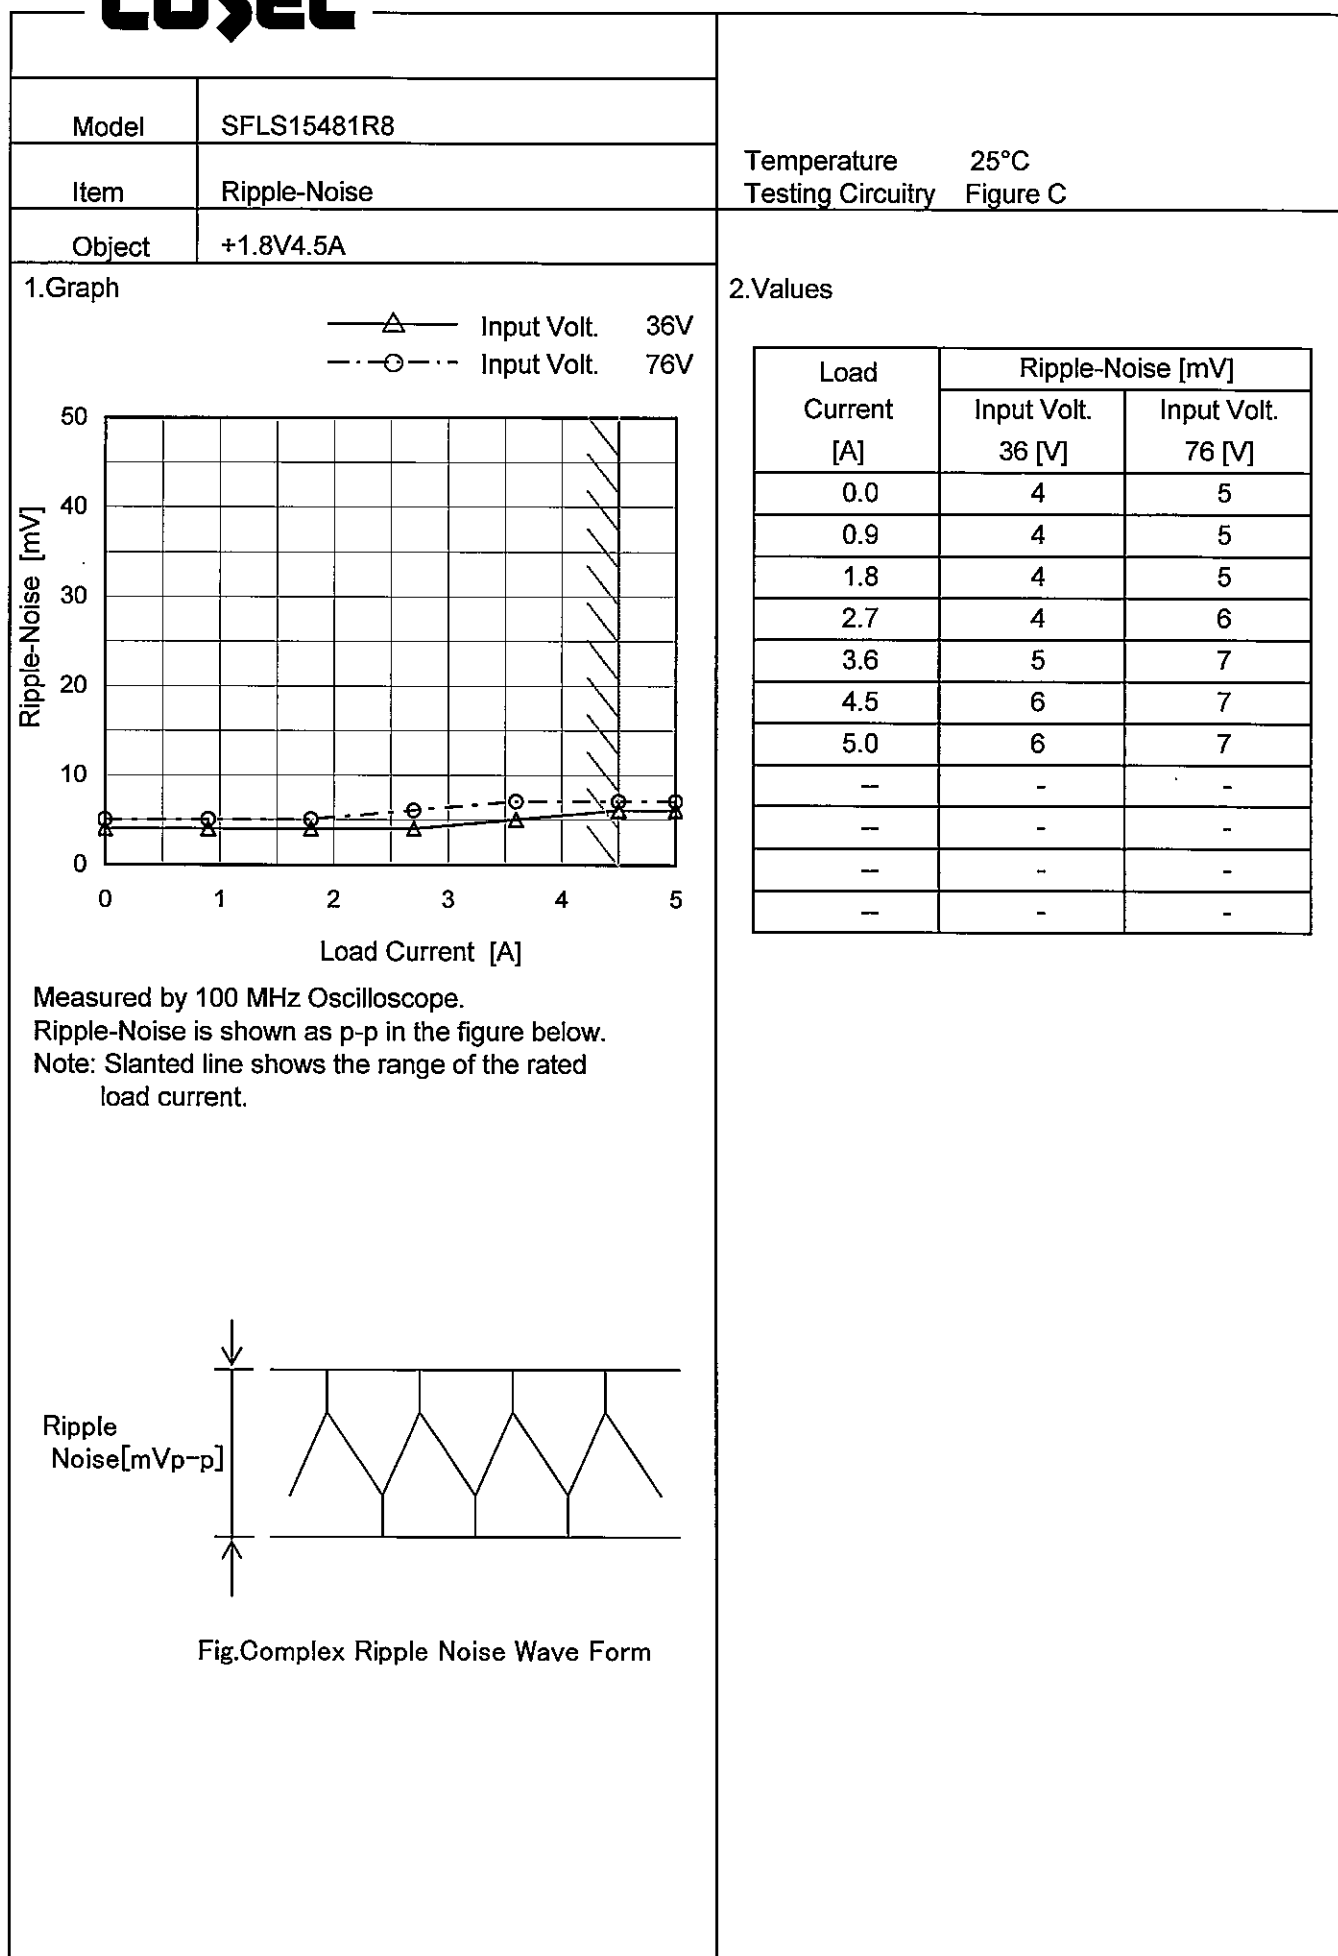 COSEL
Model SFLS15481R8
Item Ripple-Noise
Object +1.8V4.5A
Temperature 25°C
Testing Circuitry Figure C
1.Graph
Input Volt. 36V
Input Volt. 76V
50
40
30
20
10
0
Ripple-Noise [mV]
0 1 2 3 4 5
Load Current [A]
Measured by 100 MHz Oscilloscope.
Ripple-Noise is shown as p-p in the figure below.
Note: Slanted line shows the range of the rated
load current.
Ripple
Noise[mVp-p]
Fig.Complex Ripple Noise Wave Form
2.Values
Load Ripple-Noise [mV]
Current Input Volt. Input Volt.
[A] 36 [V] 76 [V]
0.0 4 5
0.9 4 5
1.8 4 5
2.7 4 6
3.6 5 7
4.5 6 7
5.0 6 7
-- - -
-- - -
-- - -
-- - -